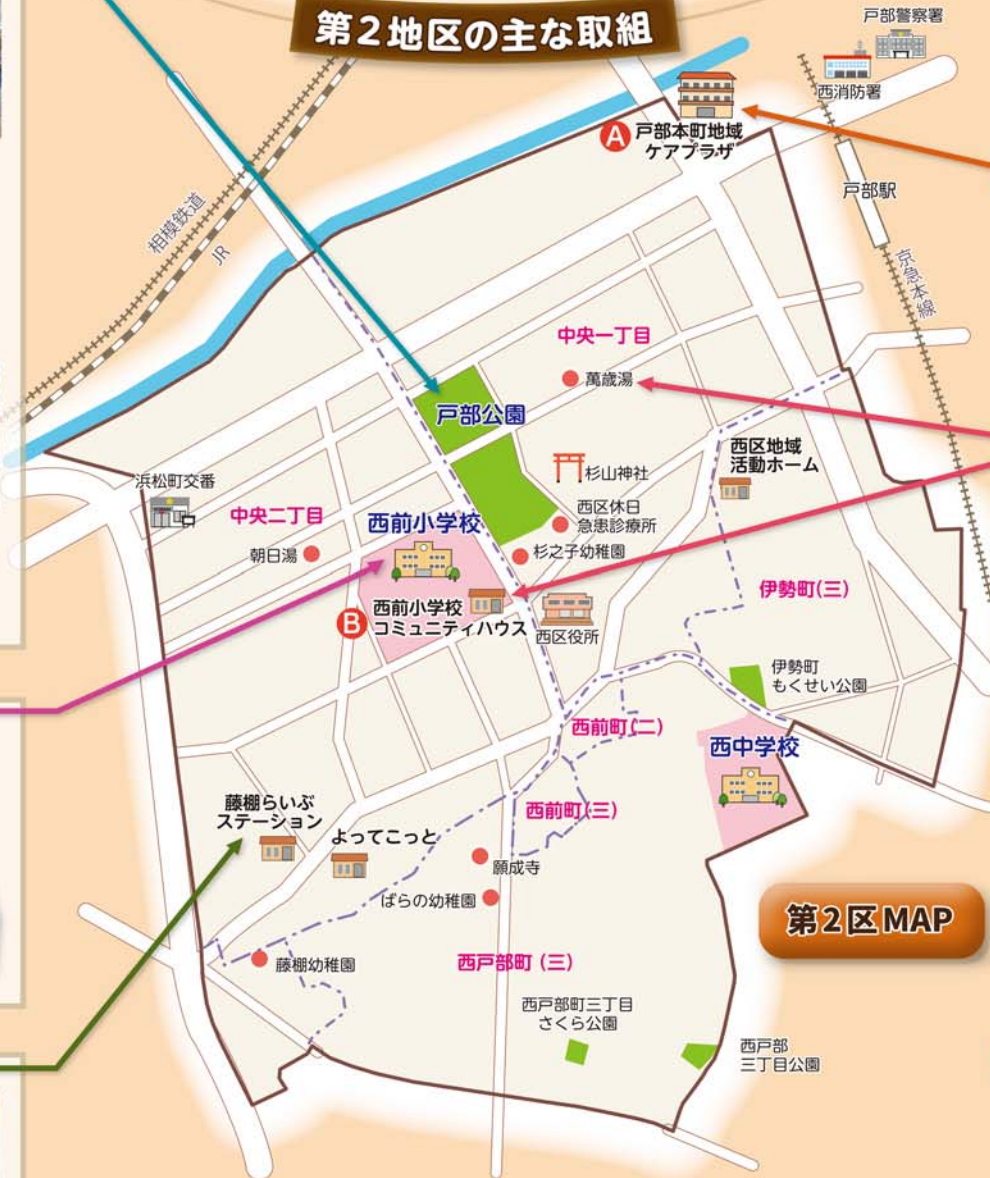 第2地区の主な取組
戸部警察署
西消防署
A
戸部本町地域
ケアプラザ
戸部駅
相模鉄道
JR
京急本線
中央一丁目
萬歳湯
戸部公園
西区地域
活動ホーム
杉山神社
浜松町交番
中央二丁目
西前小学校
西区休日
急患診療所
朝日湯
杉之子幼稚園
伊勢町(三)
B
西前小学校
コミュニティハウス
西区役所
伊勢町
もくせい公園
西前町(二)
西中学校
藤棚らいぶ
ステーション
西前町(三)
よってこっと
願成寺
ばらの幼稚園
第2区MAP
藤棚幼稚園
西戸部町(三)
西戸部町三丁目
さくら公園
西戸部
三丁目公園